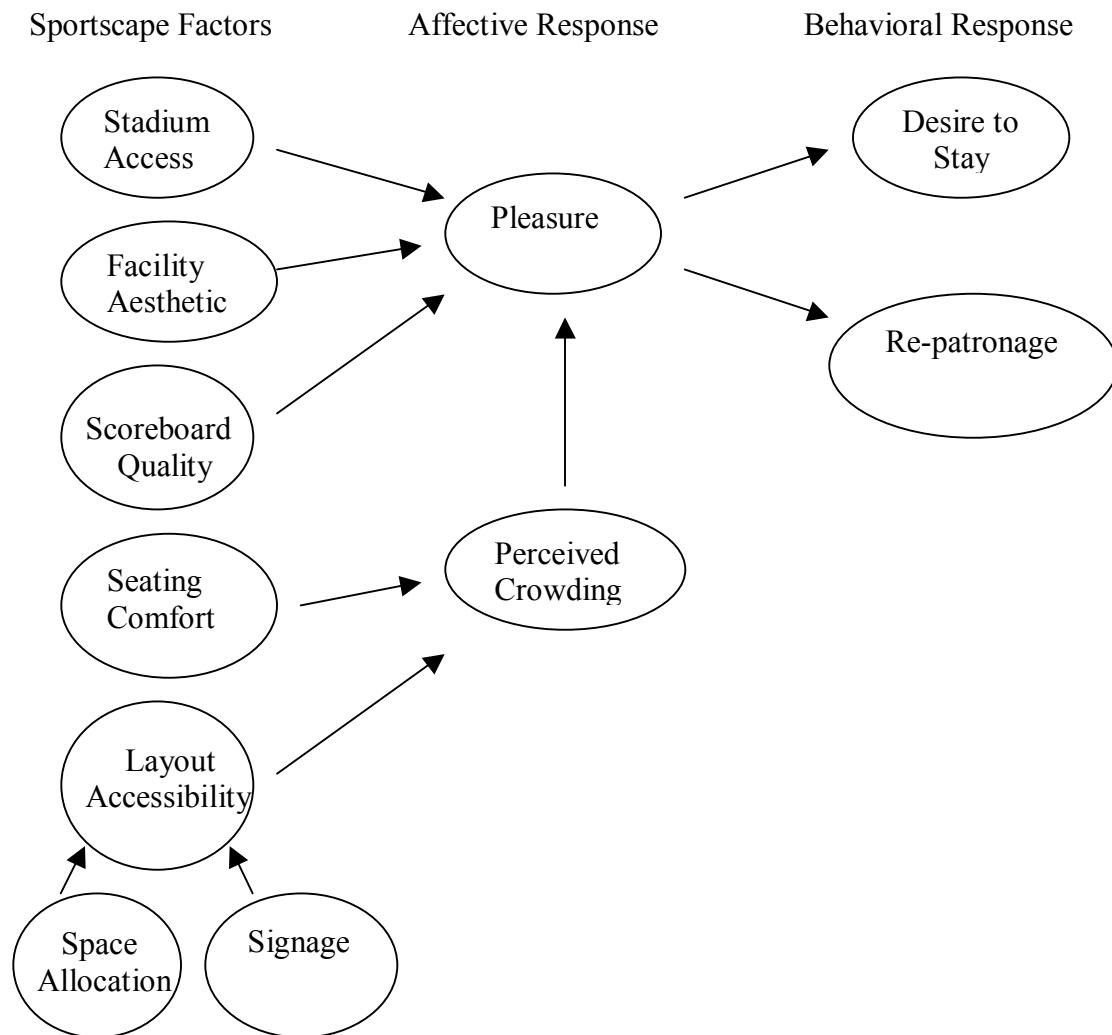 Sportscape Factors
Affective Response
Behavioral Response
Stadium
Access
Desire to
Stay
Pleasure
Facility
Aesthetic
Re-patronage
Scoreboard
Quality
Seating
Comfort
Perceived
Crowding
Layout
Accessibility
Space
Allocation
Signage